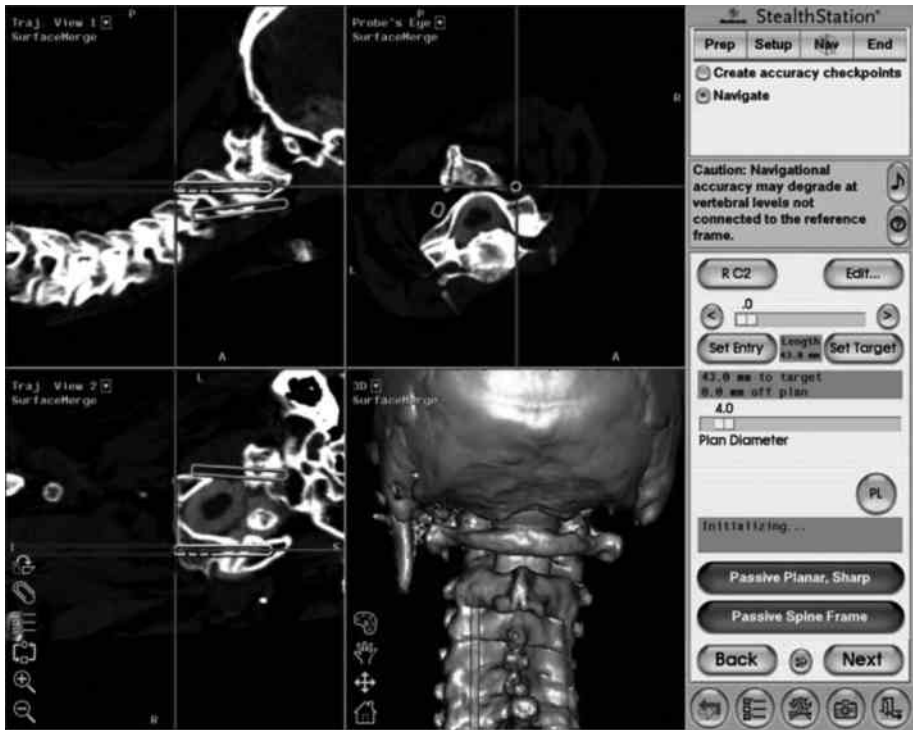 Traj. View 1
SurfaceMerge
P
A
Probe's Eye
SurfaceMerge
P
R
L
A
Traj. View 2
SurfaceMerge
L
R
3D
SurfaceMerge
StealthStation
Prep Setup Nav End
Create accuracy checkpoints
Navigate
Caution: Navigational
accuracy may degrade at
vertebral levels not
connected to the reference
frame.
R C2 Edit...
.0
< >
Set Entry Length 43.0 mm Set Target
43.0 mm to target
0.0 mm off plan
4.0
Plan Diameter
PL
Initializing...
Passive Planar, Sharp
Passive Spine Frame
Back Next